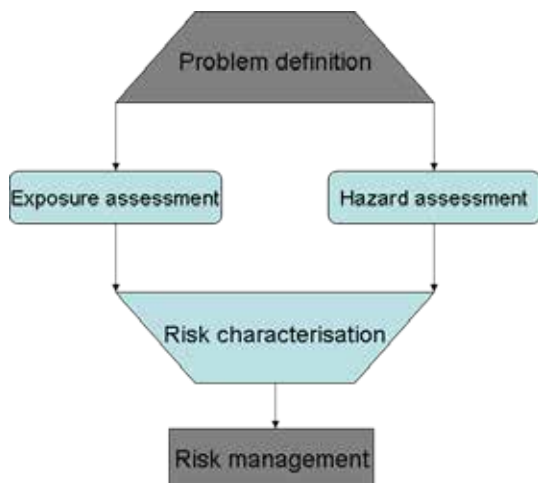 Problem definition
Exposure assessment
Hazard assessment
Risk characterisation
Risk management